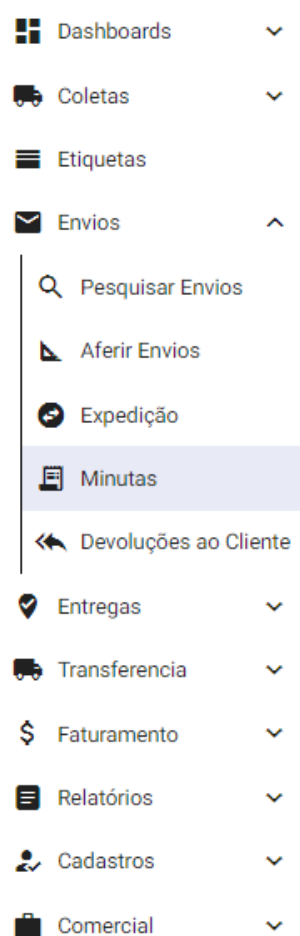 Dashboards
Coletas
Etiquetas
Envios
Pesquisar Envios
Aferir Envios
Expedição
Minutas
Devoluções ao Cliente
Entregas
Transferencia
Faturamento
Relatórios
Cadastros
Comercial